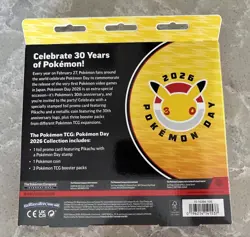 Celebrate 30 Years
of Pokémon!
Every year on February 27, Pokémon fans around
the world celebrate Pokémon Day to commemorate
the release of the very first Pokémon video games
in Japan. Pokémon Day 2026 is an extra-special
occasion—it's Pokémon's 30th anniversary, and
you're invited to the party! Celebrate with a
specially stamped foil promo card featuring
Pikachu and a metallic coin featuring the 30th
anniversary logo, plus three booster packs
from different Pokémon TCG expansions.
The Pokémon TCG: Pokémon Day
2026 Collection includes:
• 1 foil promo card featuring Pikachu with
a Pokémon Day stamp
• 1 Pokémon coin
• 3 Pokémon TCG booster packs
2026
POKÉMON DAY
The Pokémon Company